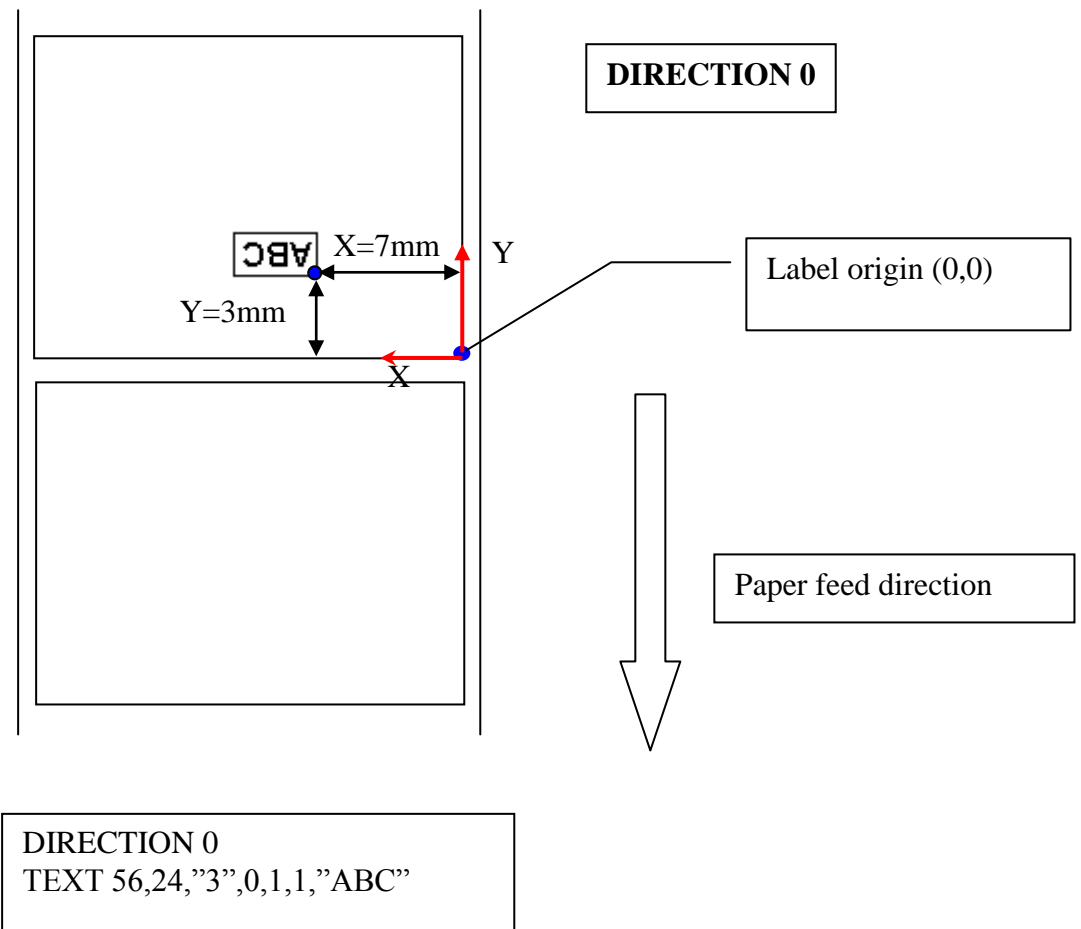 DIRECTION 0
ABC
X=7mm
Y
Label origin (0,0)
Y=3mm
X
Paper feed direction
DIRECTION 0
TEXT 56,24,”3”,0,1,1,”ABC”